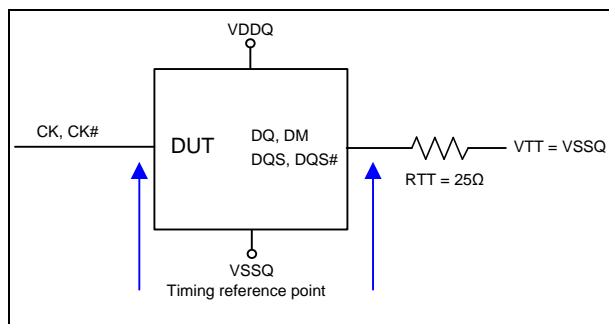 VDDQ
CK, CK#
DUT
DQ, DM
DQS, DQS#
VTT = VSSQ
RTT = 25Ω
VSSQ
Timing reference point